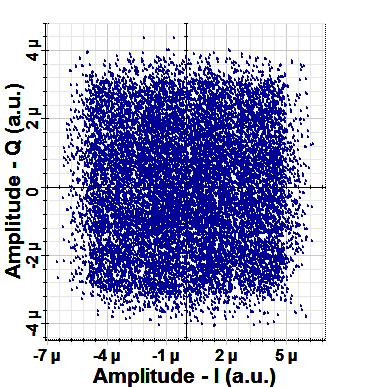 4 µ
2 µ
0
-2 µ
-4 µ
Amplitude - Q (a.u.)
-7 µ
-4 µ
-1 µ
2 µ
5 µ
Amplitude - I (a.u.)